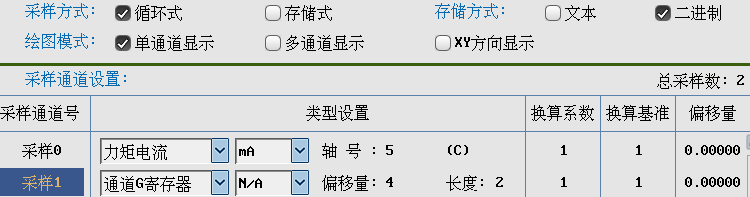 采样方式: 循环式 存储式 存储方式: 文本 二进制
绘图模式: 单通道显示 多通道显示 XY方向显示
采样通道设置: 总采样数: 2
采样通道号 类型设置 换算系数 换算基准 偏移量
采样0 力矩电流 mA 轴 号 : 5 (C) 1 1 0.00000
采样1 通道G寄存器 N/A 偏移量: 4 长度: 2 1 1 0.00000